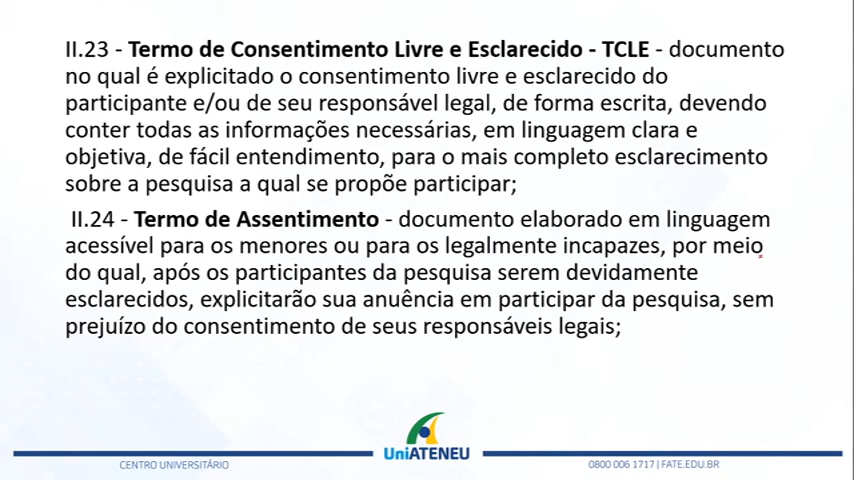 II.23 - Termo de Consentimento Livre e Esclarecido - TCLE - documento
no qual é explicitado o consentimento livre e esclarecido do
participante e/ou de seu responsável legal, de forma escrita, devendo
conter todas as informações necessárias, em linguagem clara e
objetiva, de fácil entendimento, para o mais completo esclarecimento
sobre a pesquisa a qual se propõe participar;
II.24 - Termo de Assentimento - documento elaborado em linguagem
acessível para os menores ou para os legalmente incapazes, por meio
do qual, após os participantes da pesquisa serem devidamente
esclarecidos, explicitarão sua anuência em participar da pesquisa, sem
prejuízo do consentimento de seus responsáveis legais;
UniATENEU
CENTRO UNIVERSITÁRIO
0800 006 1717 | FATE.EDU.BR